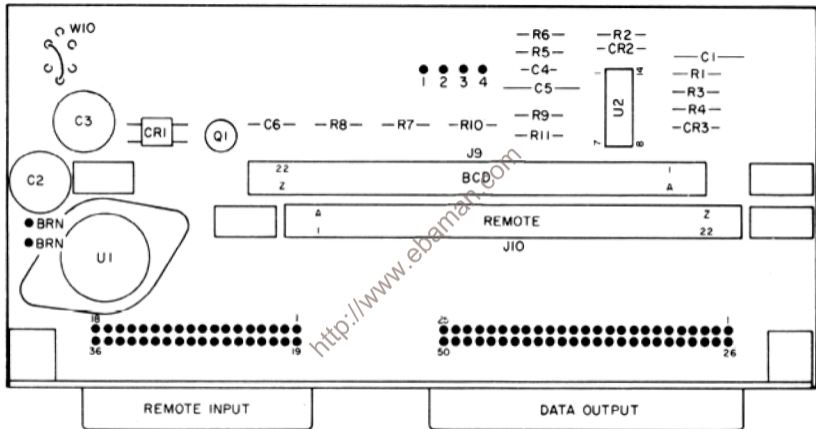 W10
R6
R2
R5
CR2
C1
1 2 3 4
C4
1
14
R1
C5
U2
R3
C3
R9
R4
CR1
Q1
C6
R8
R7
R10
R11
7
8
CR3
J9
22
1
BCD
Z
A
C2
A
Z
REMOTE
1
22
J10
BRN
BRN
U1
http://www.ebaman.com
18
1
25
1
36
19
50
26
REMOTE INPUT
DATA OUTPUT